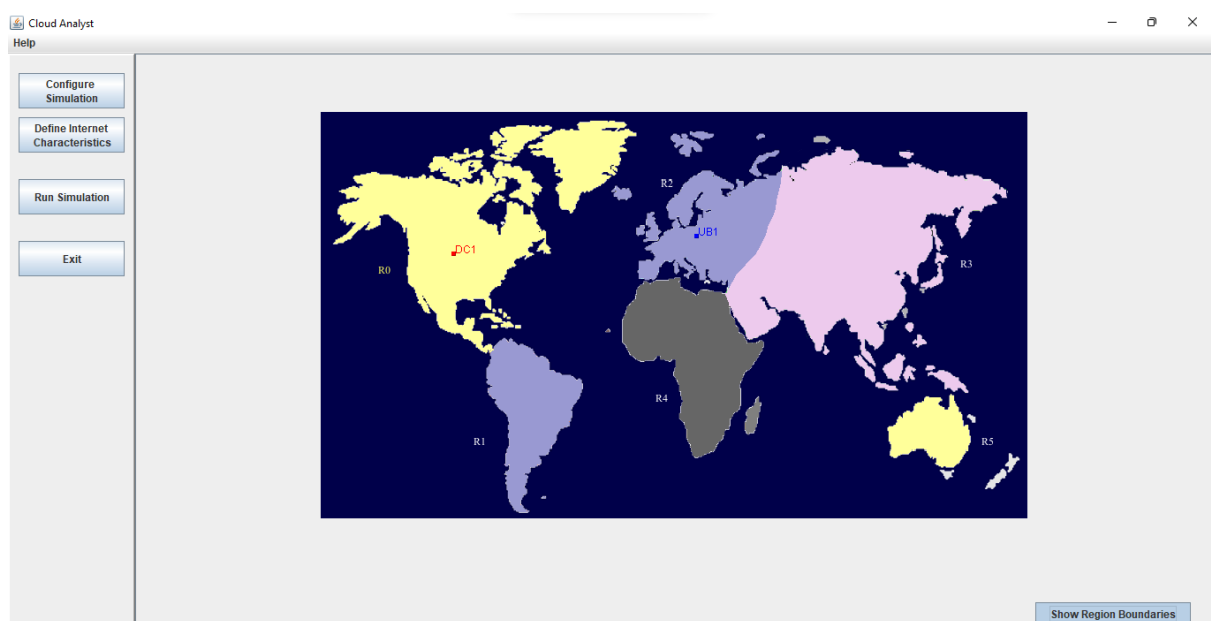 Cloud Analyst
Help
Configure
Simulation
Define Internet
Characteristics
Run Simulation
Exit
R2
UB1
DC1
R0
R3
R4
R1
R5
Show Region Boundaries